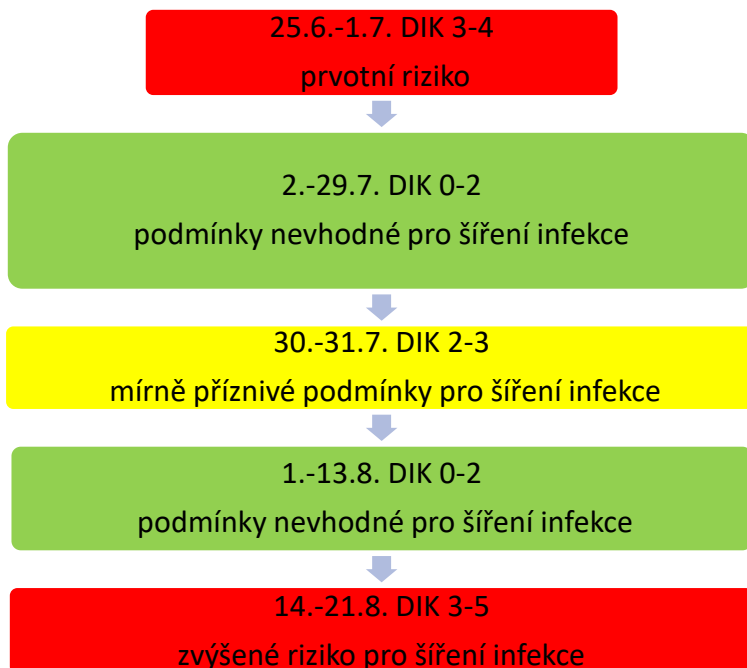 25.6.-1.7. DIK 3-4
prvotní riziko
2.-29.7. DIK 0-2
podmínky nevhodné pro šíření infekce
30.-31.7. DIK 2-3
mírně příznivé podmínky pro šíření infekce
1.-13.8. DIK 0-2
podmínky nevhodné pro šíření infekce
14.-21.8. DIK 3-5
zvýšené riziko pro šíření infekce